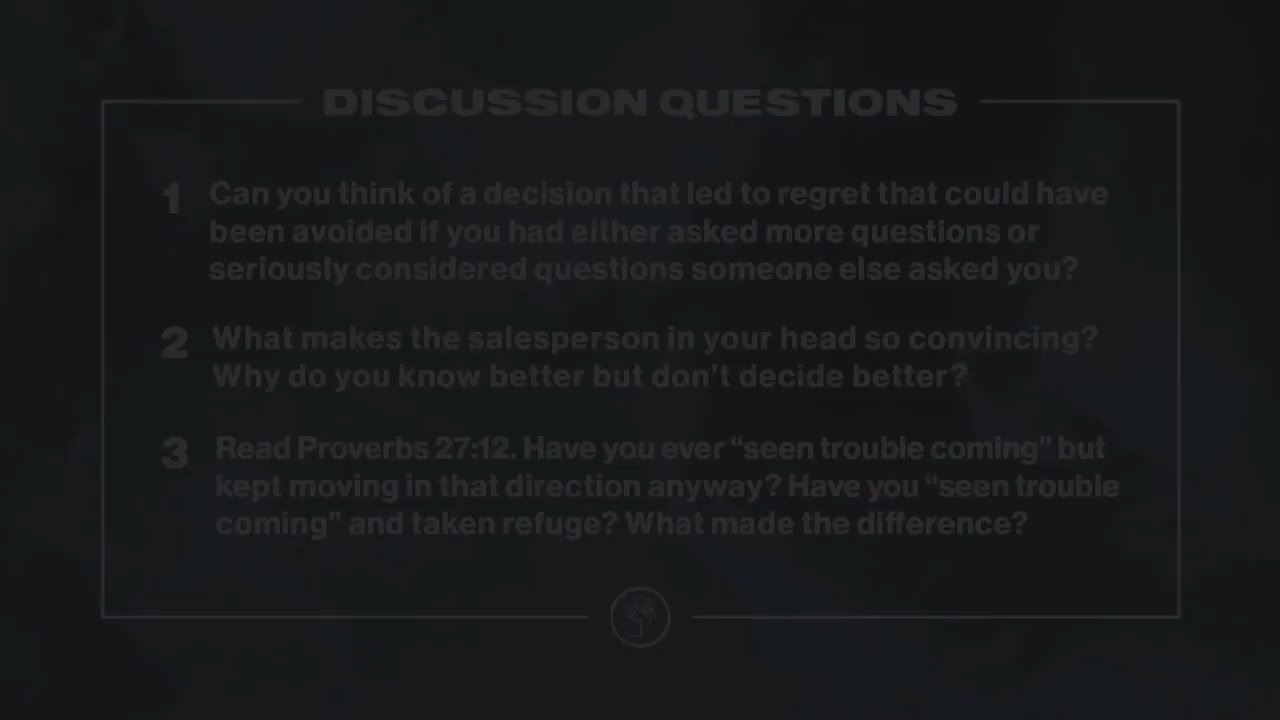 DISCUSSION QUESTIONS
1 Can you think of a decision that led to regret that could have
been avoided if you had either asked more questions or
seriously considered questions someone else asked you?
2 What makes the salesperson in your head so convincing?
Why do you know better but don't decide better?
3 Read Proverbs 27:12. Have you ever “seen trouble coming” but
kept moving in that direction anyway? Have you “seen trouble
coming” and taken refuge? What made the difference?